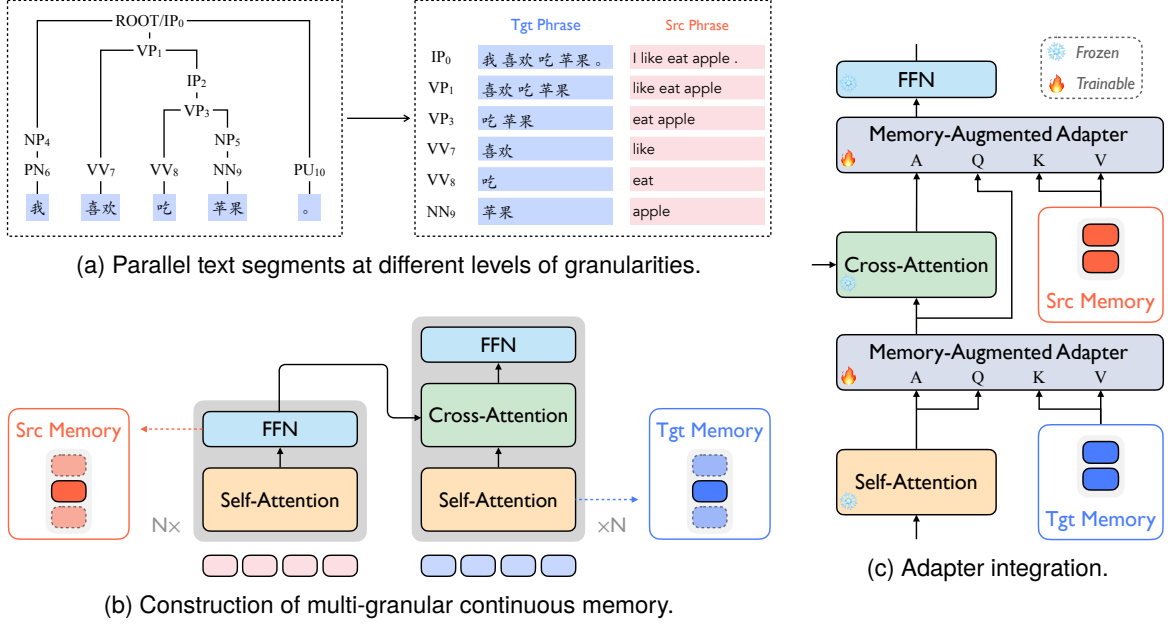 ROOT/IP0
VP1
IP2
VP3
NP4
NP5
PN6
VV7
VV8
NN9
PU10
我
喜欢
吃
苹果
。
Tgt Phrase
Src Phrase
IP0
我 喜欢 吃 苹果 。
I like eat apple .
VP1
喜欢 吃 苹果
like eat apple
VP3
吃 苹果
eat apple
VV7
喜欢
like
VV8
吃
eat
NN9
苹果
apple
(a) Parallel text segments at different levels of granularities.
Src Memory
N×
FFN
Self-Attention
FFN
Cross-Attention
Self-Attention
×N
Tgt Memory
(b) Construction of multi-granular continuous memory.
Frozen
Trainable
FFN
Memory-Augmented Adapter
A Q K V
Cross-Attention
Src Memory
Memory-Augmented Adapter
A Q K V
Self-Attention
Tgt Memory
(c) Adapter integration.